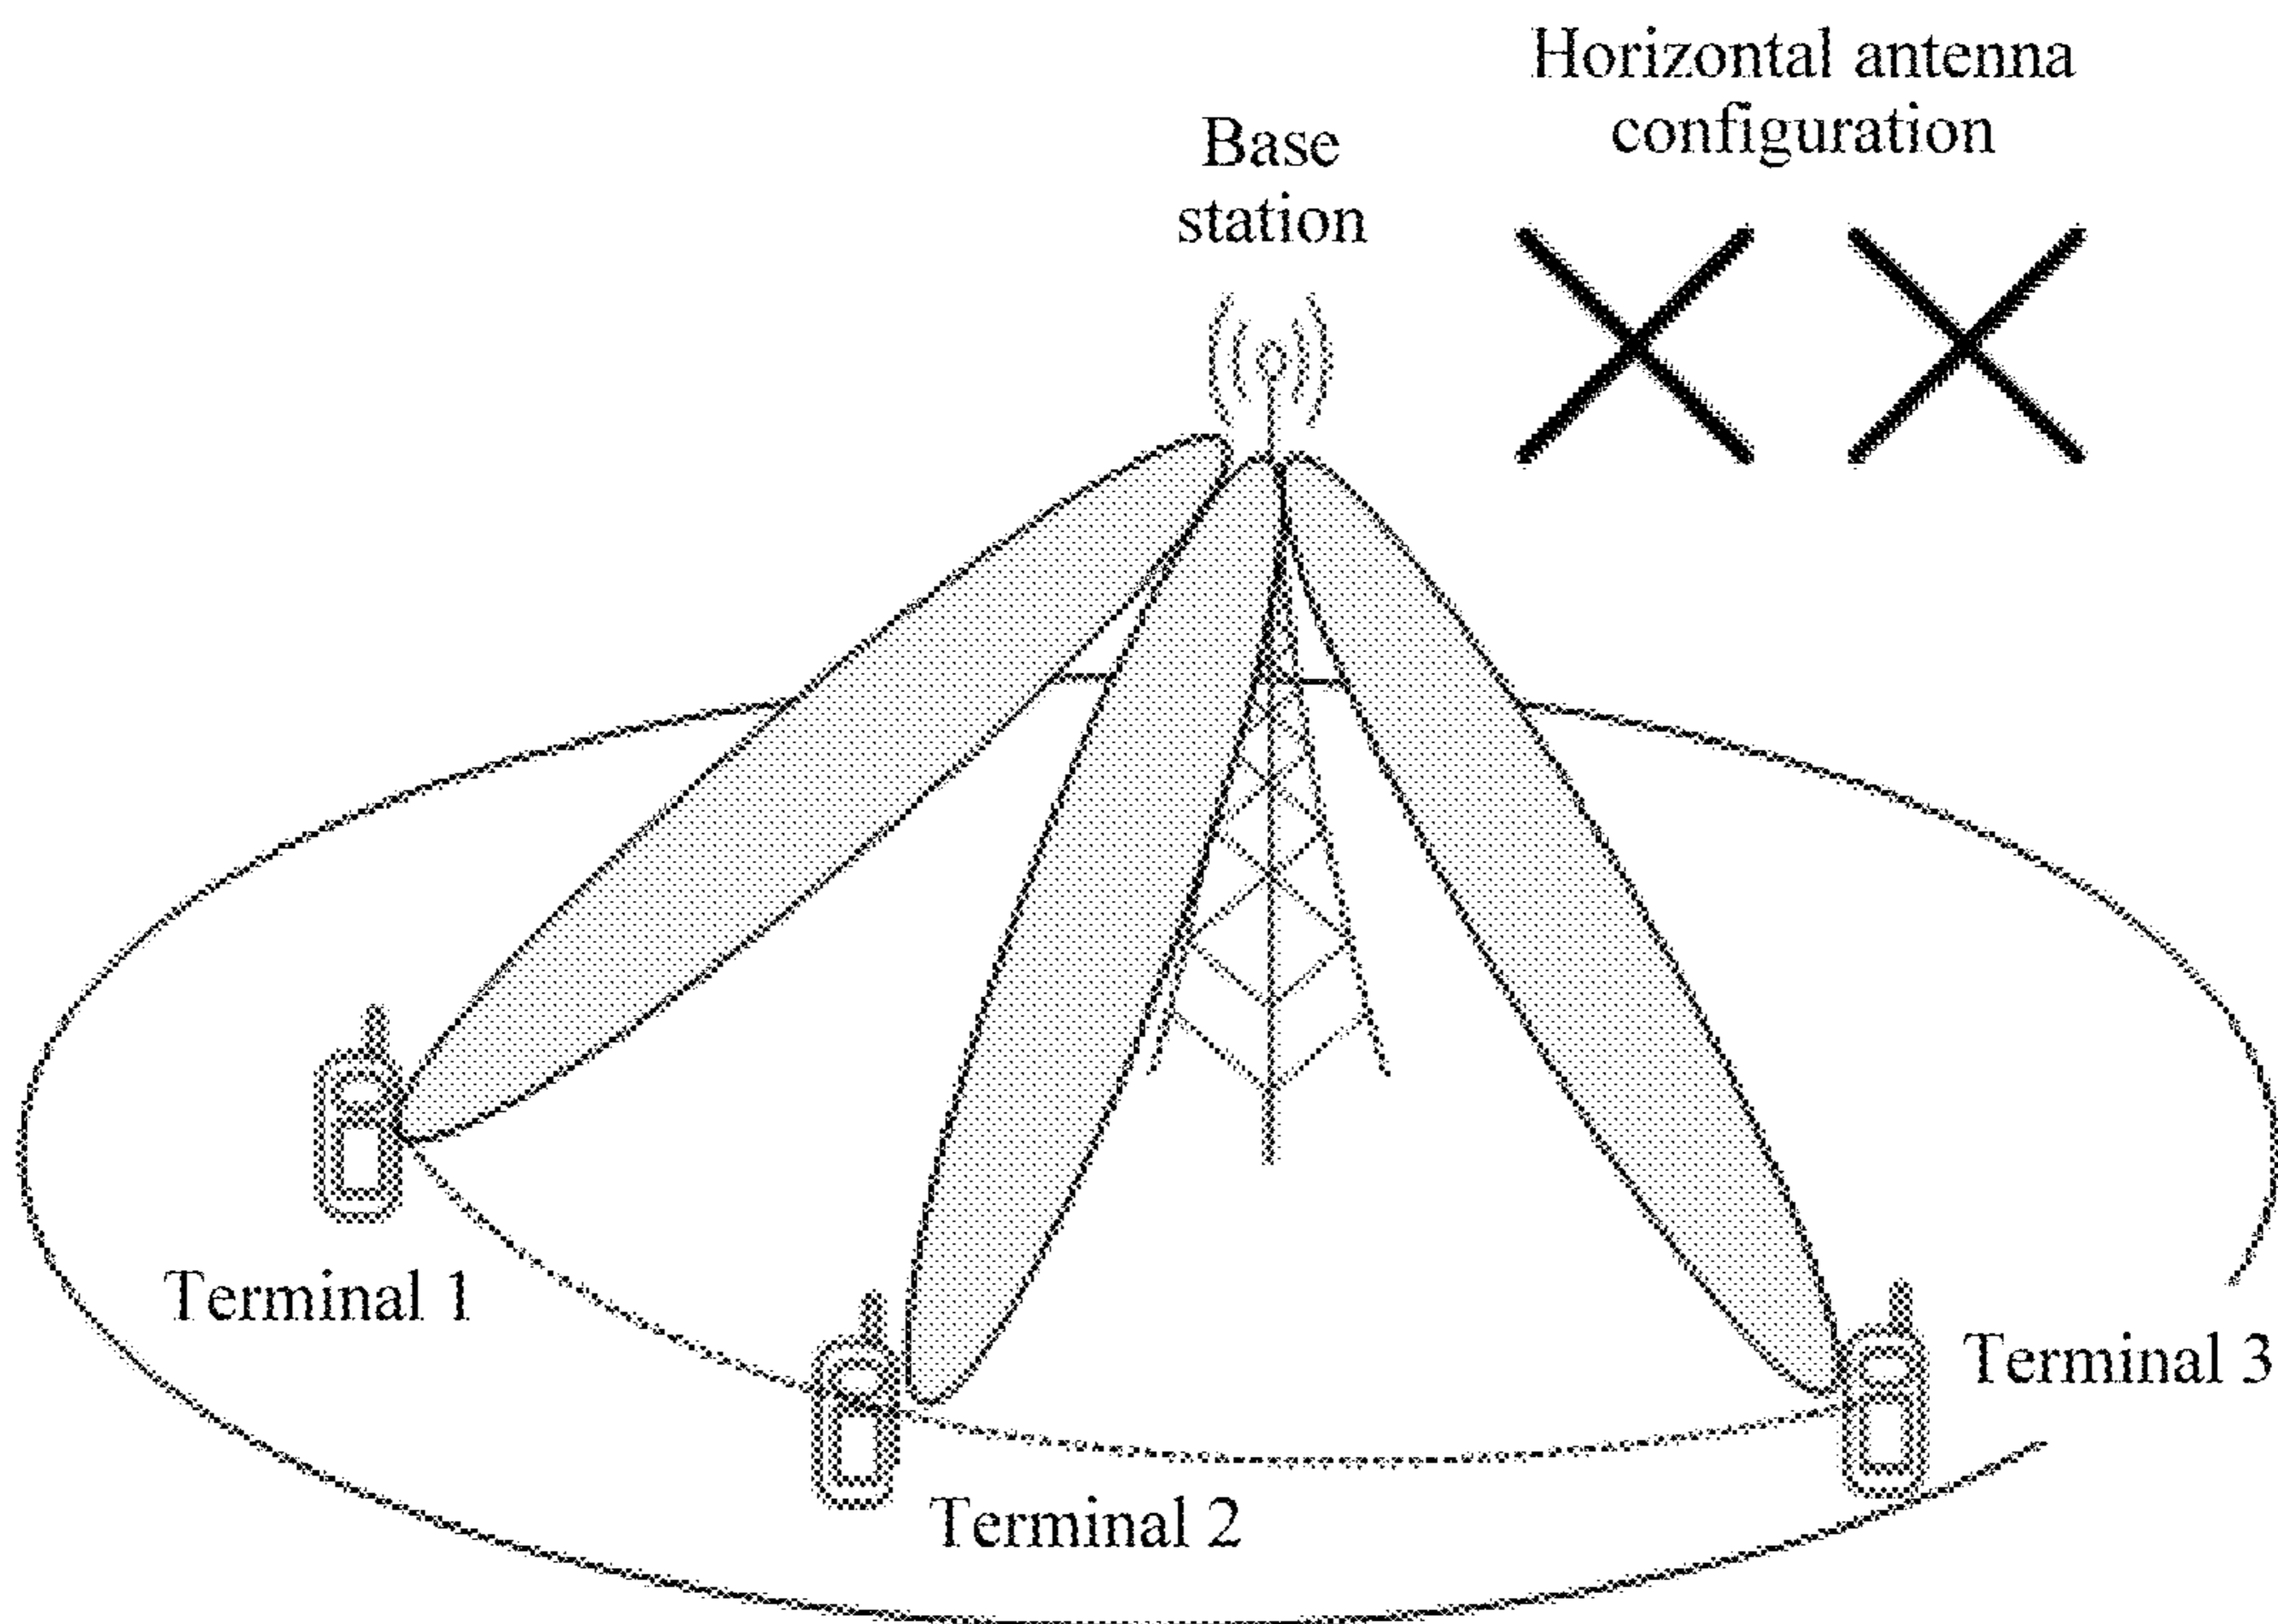 Horizontal antenna
configuration
Base
station
Terminal 1
Terminal 3
Terminal 2